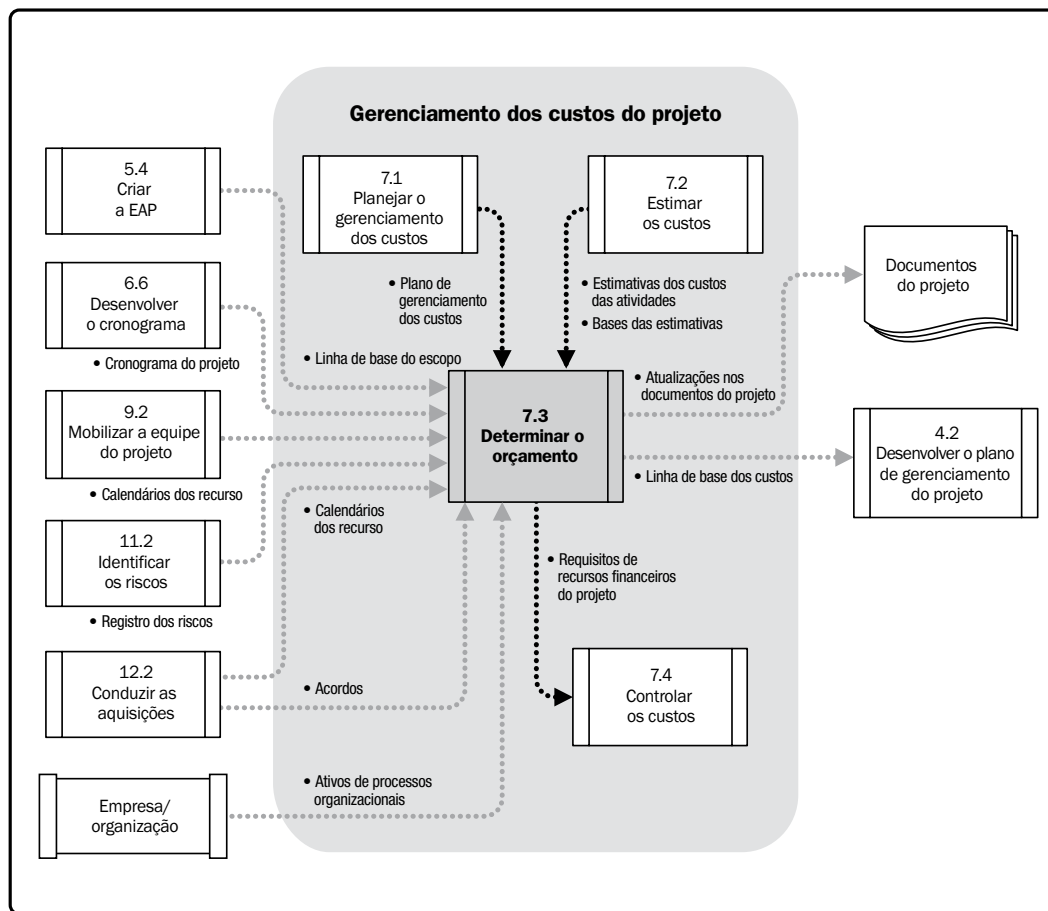 Gerenciamento dos custos do projeto
5.4
Criar
a EAP
7.1
Planejar o
gerenciamento
dos custos
7.2
Estimar
os custos
Documentos
do projeto
6.6
Desenvolver
o cronograma
• Cronograma do projeto
• Plano de
gerenciamento
dos custos
• Estimativas dos custos
das atividades
• Bases das estimativas
• Linha de base do escopo
9.2
Mobilizar a equipe
do projeto
• Calendários dos recurso
7.3
Determinar o
orçamento
• Atualizações nos
documentos do projeto
• Linha de base dos custos
4.2
Desenvolver o plano
de gerenciamento
do projeto
• Calendários
dos recurso
11.2
Identificar
os riscos
• Registro dos riscos
• Requisitos de
recursos financeiros
do projeto
12.2
Conduzir as
aquisições
• Acordos
7.4
Controlar
os custos
• Ativos de processos
organizacionais
Empresa/
organização